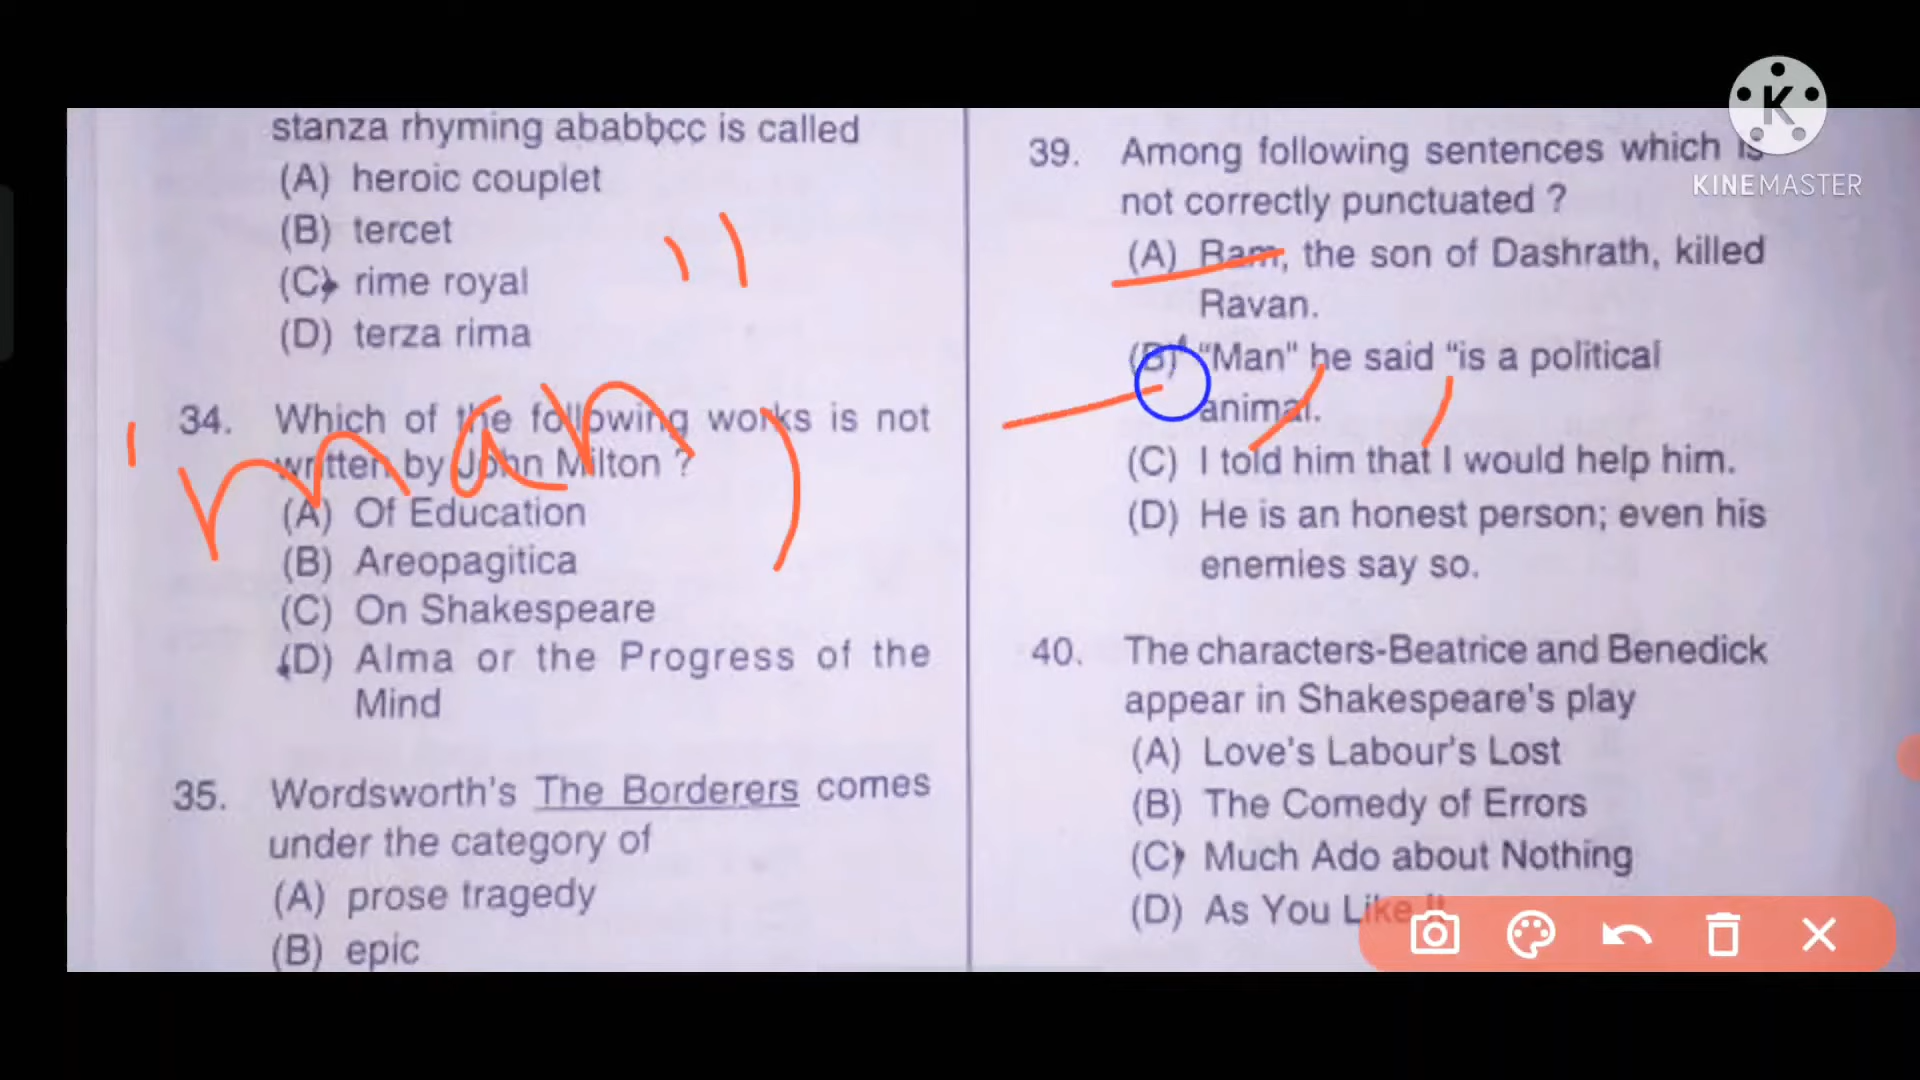 stanza rhyming ababbcc is called
(A) heroic couplet
(B) tercet
(C) rime royal
(D) terza rima
34. Which of the following works is not
written by John Milton ?
(A) Of Education
(B) Areopagitica
(C) On Shakespeare
(D) Alma or the Progress of the
Mind
35. Wordsworth's The Borderers comes
under the category of
(A) prose tragedy
(B) epic
"man)
39. Among following sentences which is
not correctly punctuated ?
(A) Ram, the son of Dashrath, killed
Ravan.
(B) "Man" he said "is a political
animal.
(C) I told him that I would help him.
(D) He is an honest person; even his
enemies say so.
40. The characters-Beatrice and Benedick
appear in Shakespeare's play
(A) Love's Labour's Lost
(B) The Comedy of Errors
(C) Much Ado about Nothing
(D) As You Like It
K
KINEMASTER